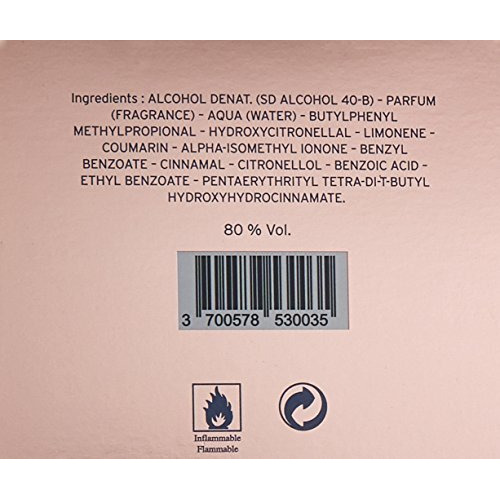 Ingredients : ALCOHOL DENAT. (SD ALCOHOL 40-B) – PARFUM
(FRAGRANCE) – AQUA (WATER) – BUTYLPHENYL
METHYLPROPIONAL – HYDROXYCITRONELLAL – LIMONENE –
COUMARIN – ALPHA-ISOMETHYL IONONE – BENZYL
BENZOATE – CINNAMAL – CITRONELLOL – BENZOIC ACID –
ETHYL BENZOATE – PENTAERYTHRITYL TETRA-DI-T-BUTYL
HYDROXYHYDROCINNAMATE.
80 % Vol.
3 700578 530035
Inflammable
Flammable